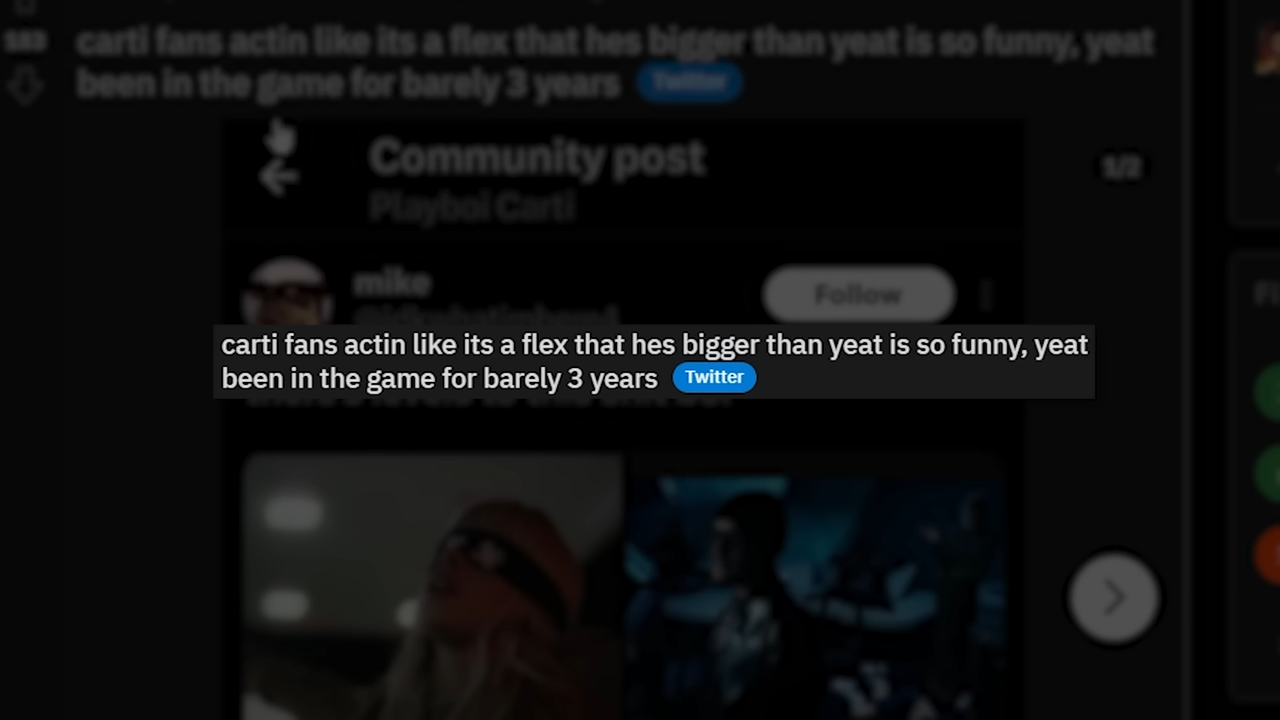 183
carti fans actin like its a flex that hes bigger than yeat is so funny, yeat
been in the game for barely 3 years Twitter
Community post
Playboi Carti
1/2
mike
Follow
carti fans actin like its a flex that hes bigger than yeat is so funny, yeat
been in the game for barely 3 years Twitter